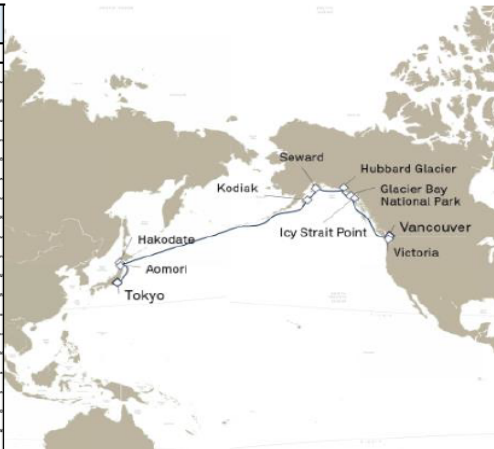 Seward
Hubbard Glacier
Kodiak
Glacier Bay
National Park
Icy Strait Point
Vancouver
Victoria
Hakodate
Aomori
Tokyo